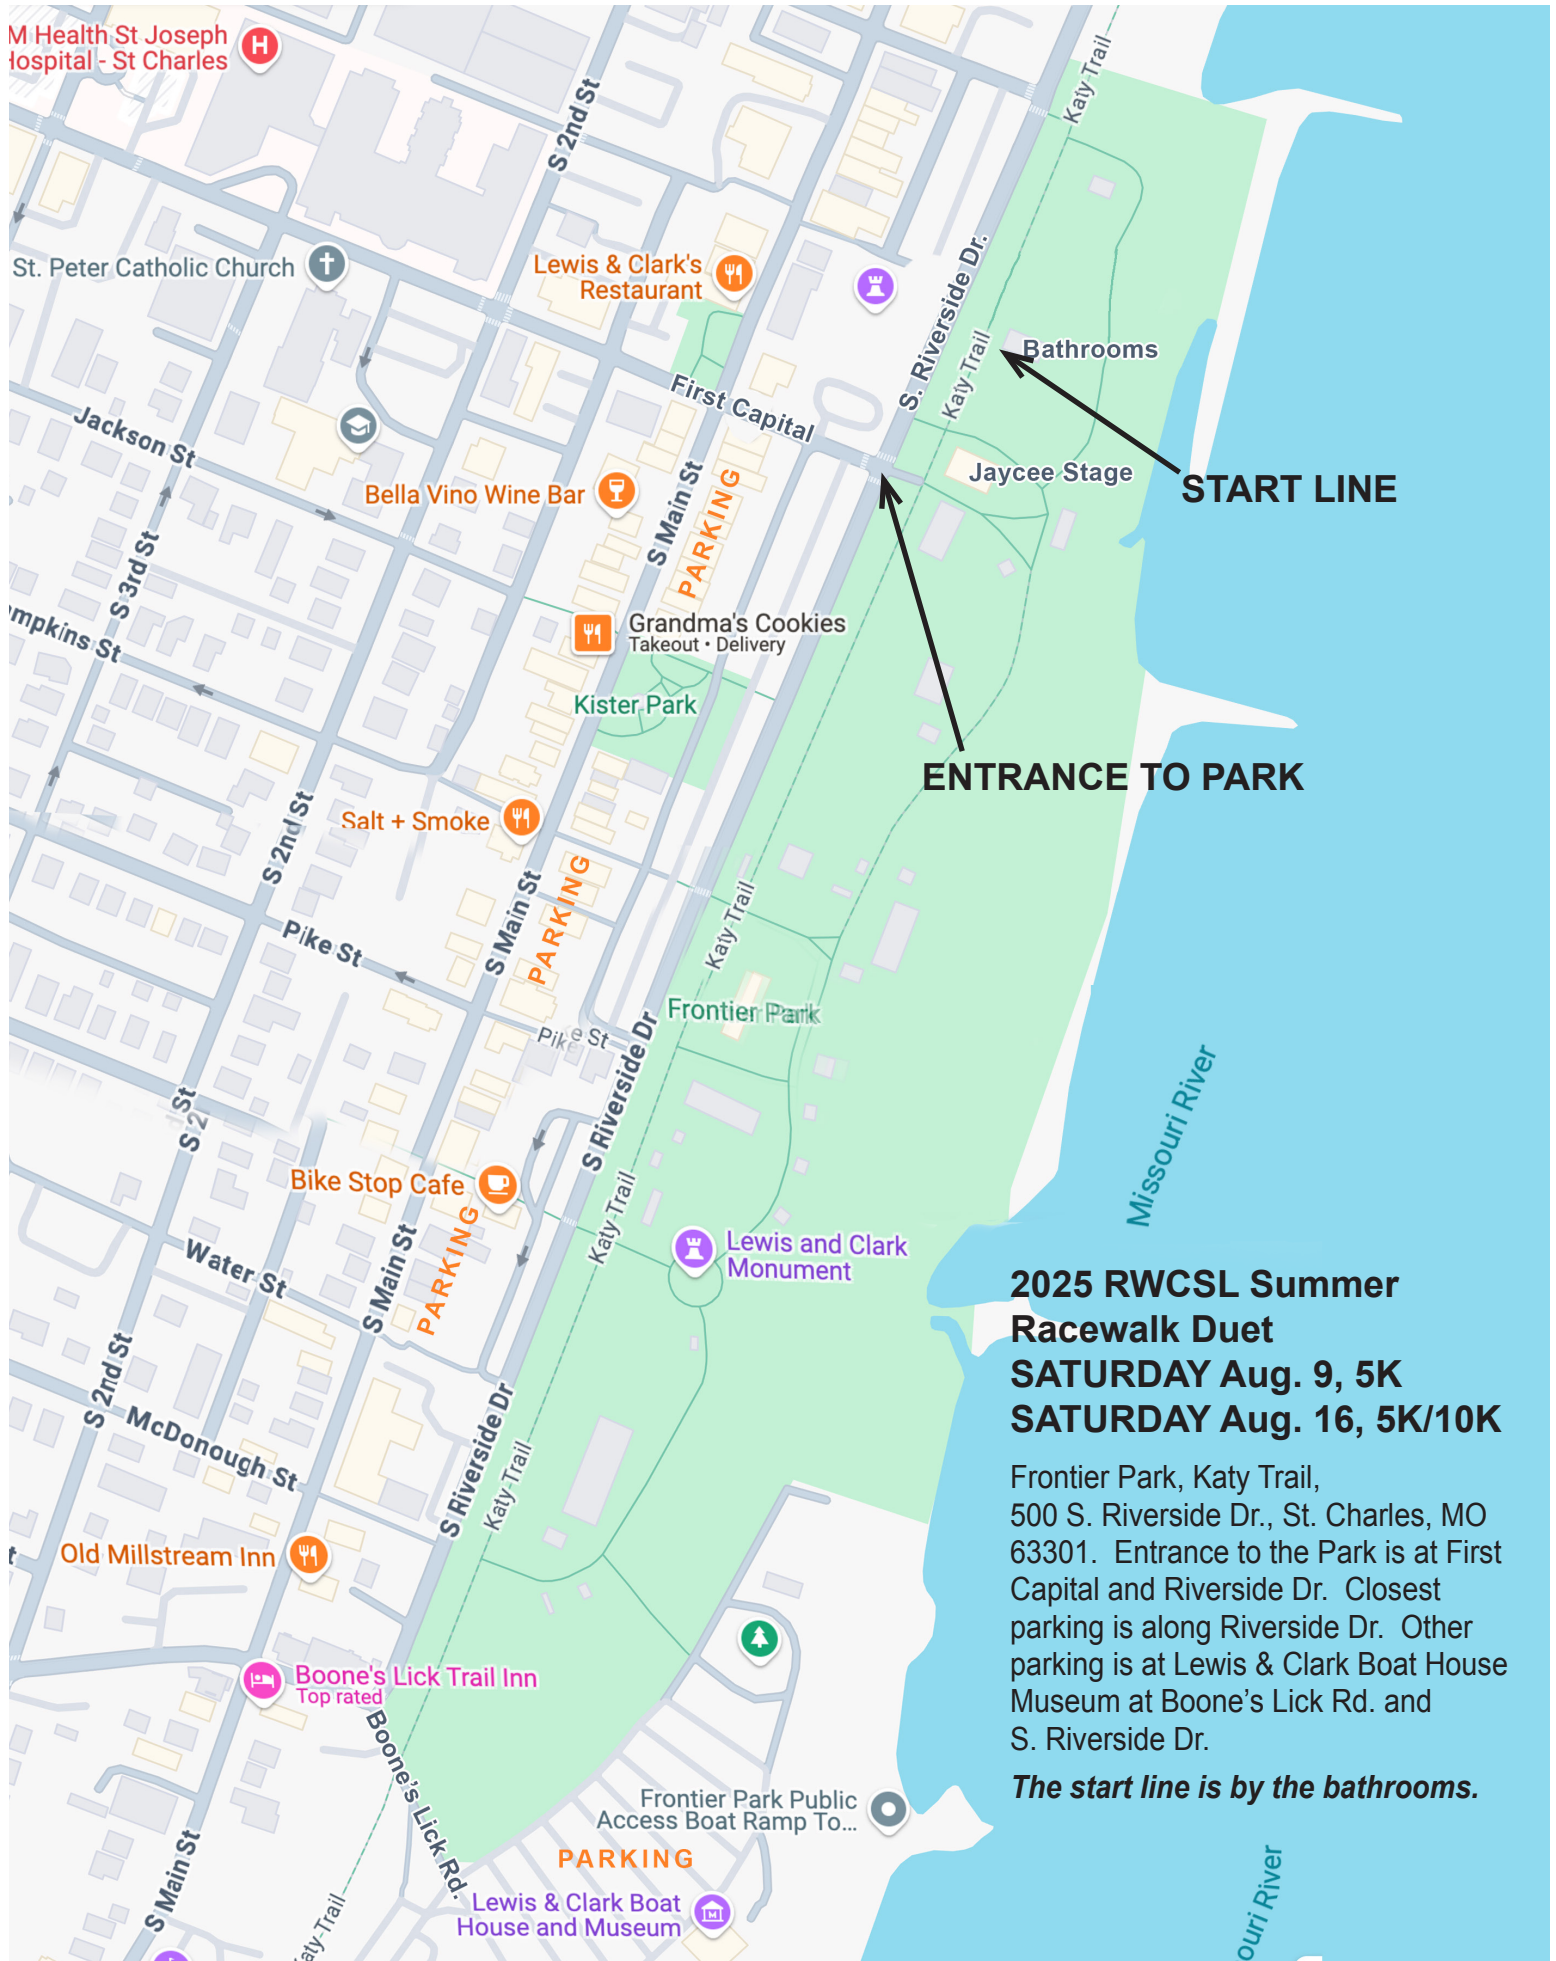 M Health St Joseph
Hospital - St Charles
S 2nd St
Katy Trail
St. Peter Catholic Church
Lewis & Clark's
Restaurant
S. Riverside Dr.
Katy Trail
Bathrooms
First Capital
Jackson St
Bella Vino Wine Bar
S Main St
PARKING
Jaycee Stage
START LINE
S 3rd St
mpkins St
Grandma's Cookies
Takeout • Delivery
Kister Park
ENTRANCE TO PARK
Salt + Smoke
S 2nd St
S Main St
PARKING
Katy Trail
Pike St
Frontier Park
Pike St
S Riverside Dr
Missouri River
S 2 St
Bike Stop Cafe
PARKING
Katy Trail
Lewis and Clark
Monument
Water St
S Main St
2025 RWCSL Summer
Racewalk Duet
SATURDAY Aug. 9, 5K
SATURDAY Aug. 16, 5K/10K
S 2nd St
McDonough St
S Riverside Dr
Katy Trail
Frontier Park, Katy Trail,
500 S. Riverside Dr., St. Charles, MO
63301.  Entrance to the Park is at First
Capital and Riverside Dr.  Closest
parking is along Riverside Dr.  Other
parking is at Lewis & Clark Boat House
Museum at Boone's Lick Rd. and
S. Riverside Dr.
The start line is by the bathrooms.
Old Millstream Inn
Boone's Lick Trail Inn
Top rated
Boone's Lick Rd.
Frontier Park Public
Access Boat Ramp To...
PARKING
Lewis & Clark Boat
House and Museum
S Main St
aty Trail
ouri River